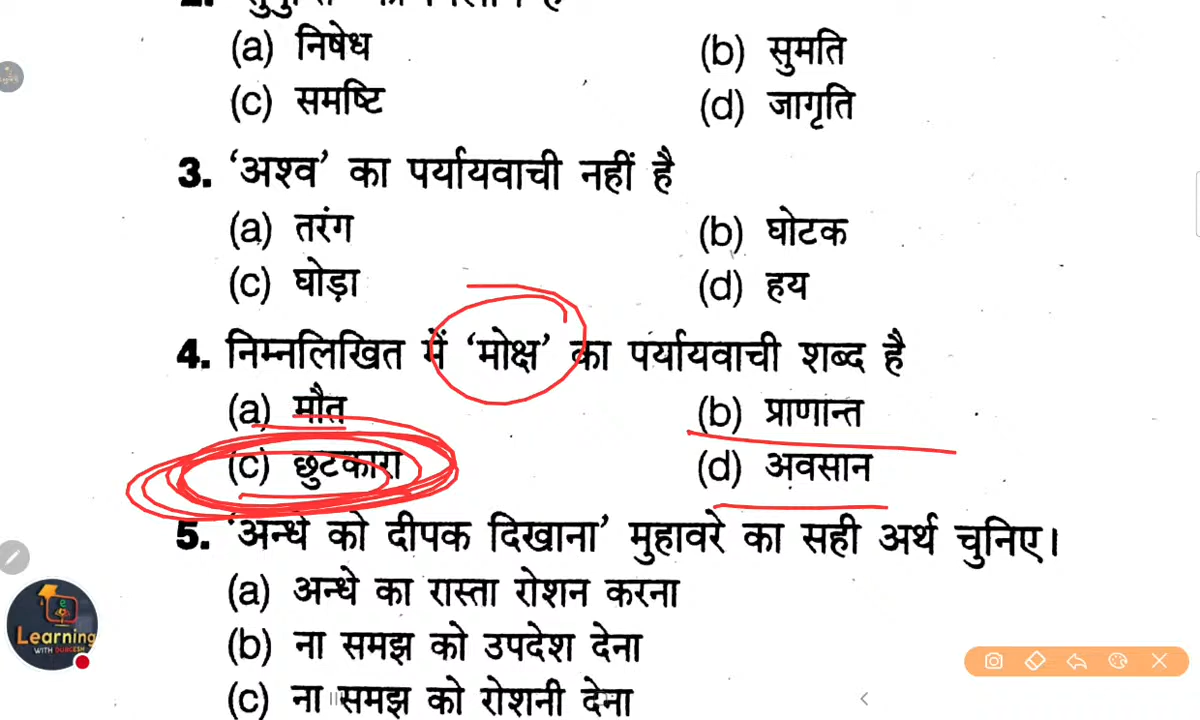 (a) निषेध (b) सुमति
(c) समष्टि (d) जागृति
3. ‘अश्व’ का पर्यायवाची नहीं है
(a) तरंग (b) घोटक
(c) घोड़ा (d) हय
4. निम्नलिखित में ‘मोक्ष’ का पर्यायवाची शब्द है
(a) मौत (b) प्राणान्त
(c) छुटकारा (d) अवसान
5. ‘अन्धे को दीपक दिखाना’ मुहावरे का सही अर्थ चुनिए।
(a) अन्धे का रास्ता रोशन करना
(b) ना समझ को उपदेश देना
(c) ना समझ को रोशनी देना
Learning
WITH DURGESH